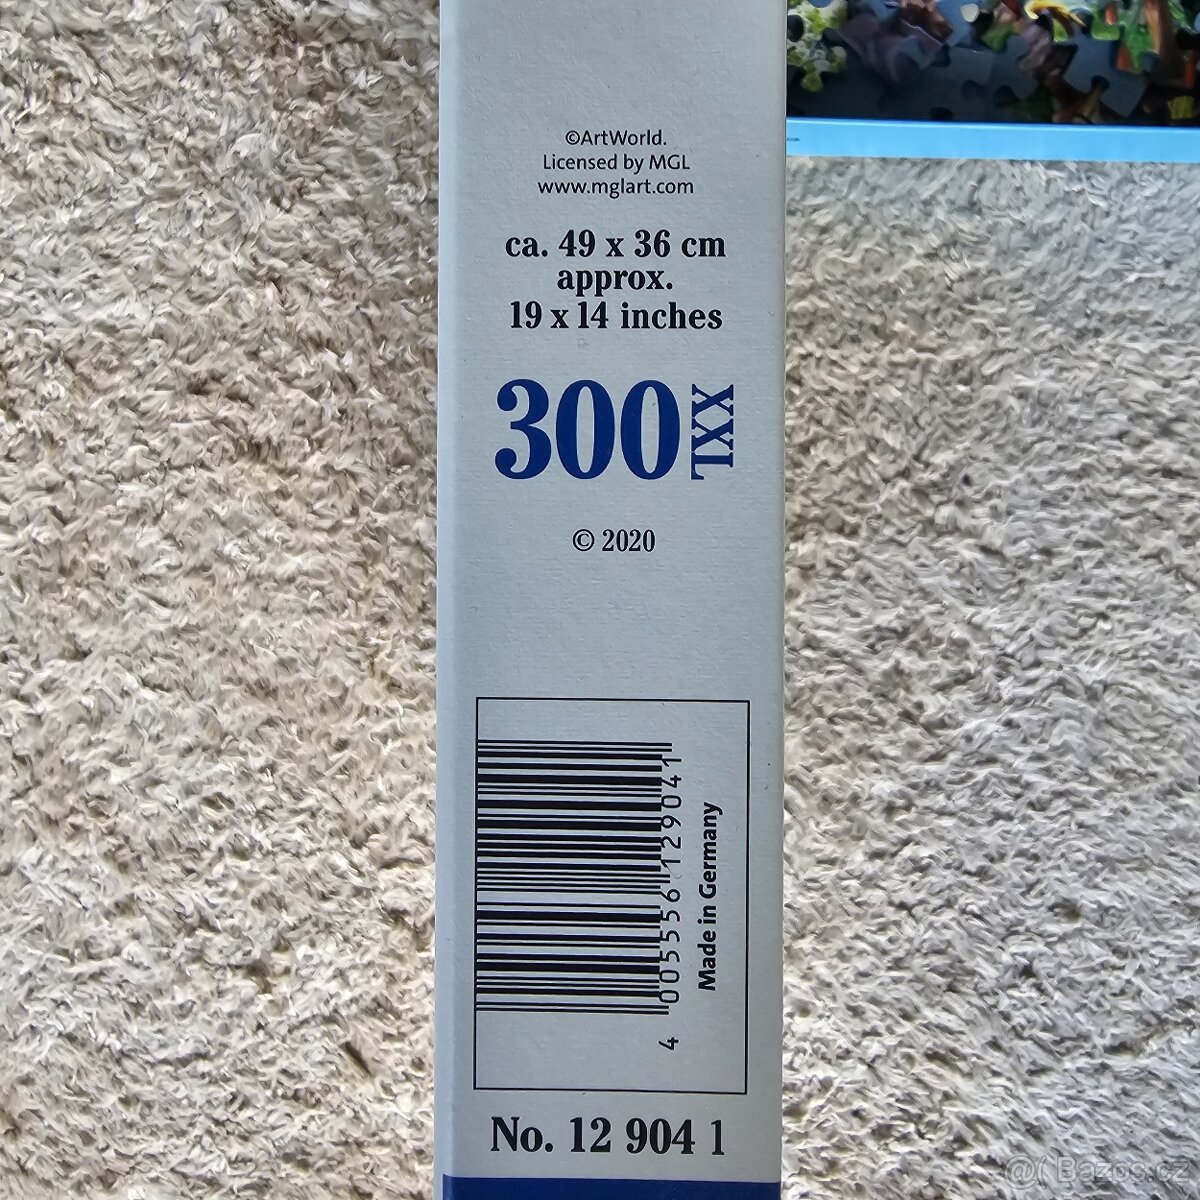 ©ArtWorld.
Licensed by MGL
www.mglart.com
ca. 49 x 36 cm
approx.
19 x 14 inches
300 XXL
© 2020
4 005556 129041
Made in Germany
No. 12 904 1
@( Bazos.cz